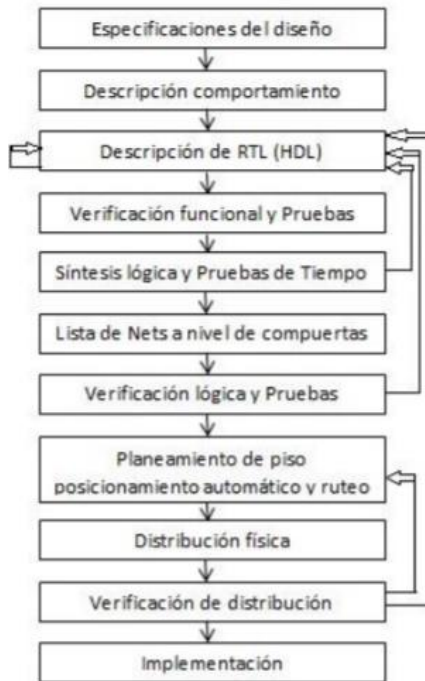 Especificaciones del diseño
Descripción comportamiento
Descripción de RTL (HDL)
Verificación funcional y Pruebas
Síntesis lógica y Pruebas de Tiempo
Lista de Nets a nivel de compuertas
Verificación lógica y Pruebas
Planeamiento de piso
posicionamiento automático y ruteo
Distribución física
Verificación de distribución
Implementación